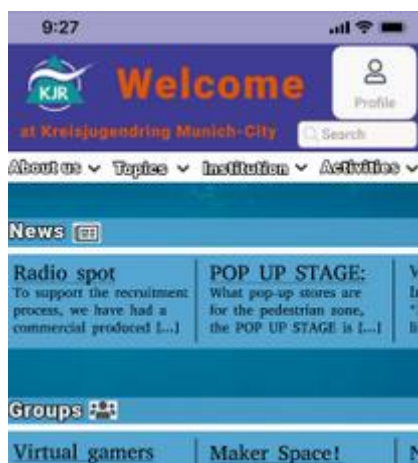 9:27
KJR
Welcome
Profile
at Kreisjugendring Munich-City
Search
About us Topics Institution Activities
News
Radio spot
To support the recruitment
process, we have had a
commercial produced [...]
POP UP STAGE:
What pop-up stores are
for the pedestrian zone,
the POP UP STAGE is [...]
Groups
Virtual gamers
Maker Space!